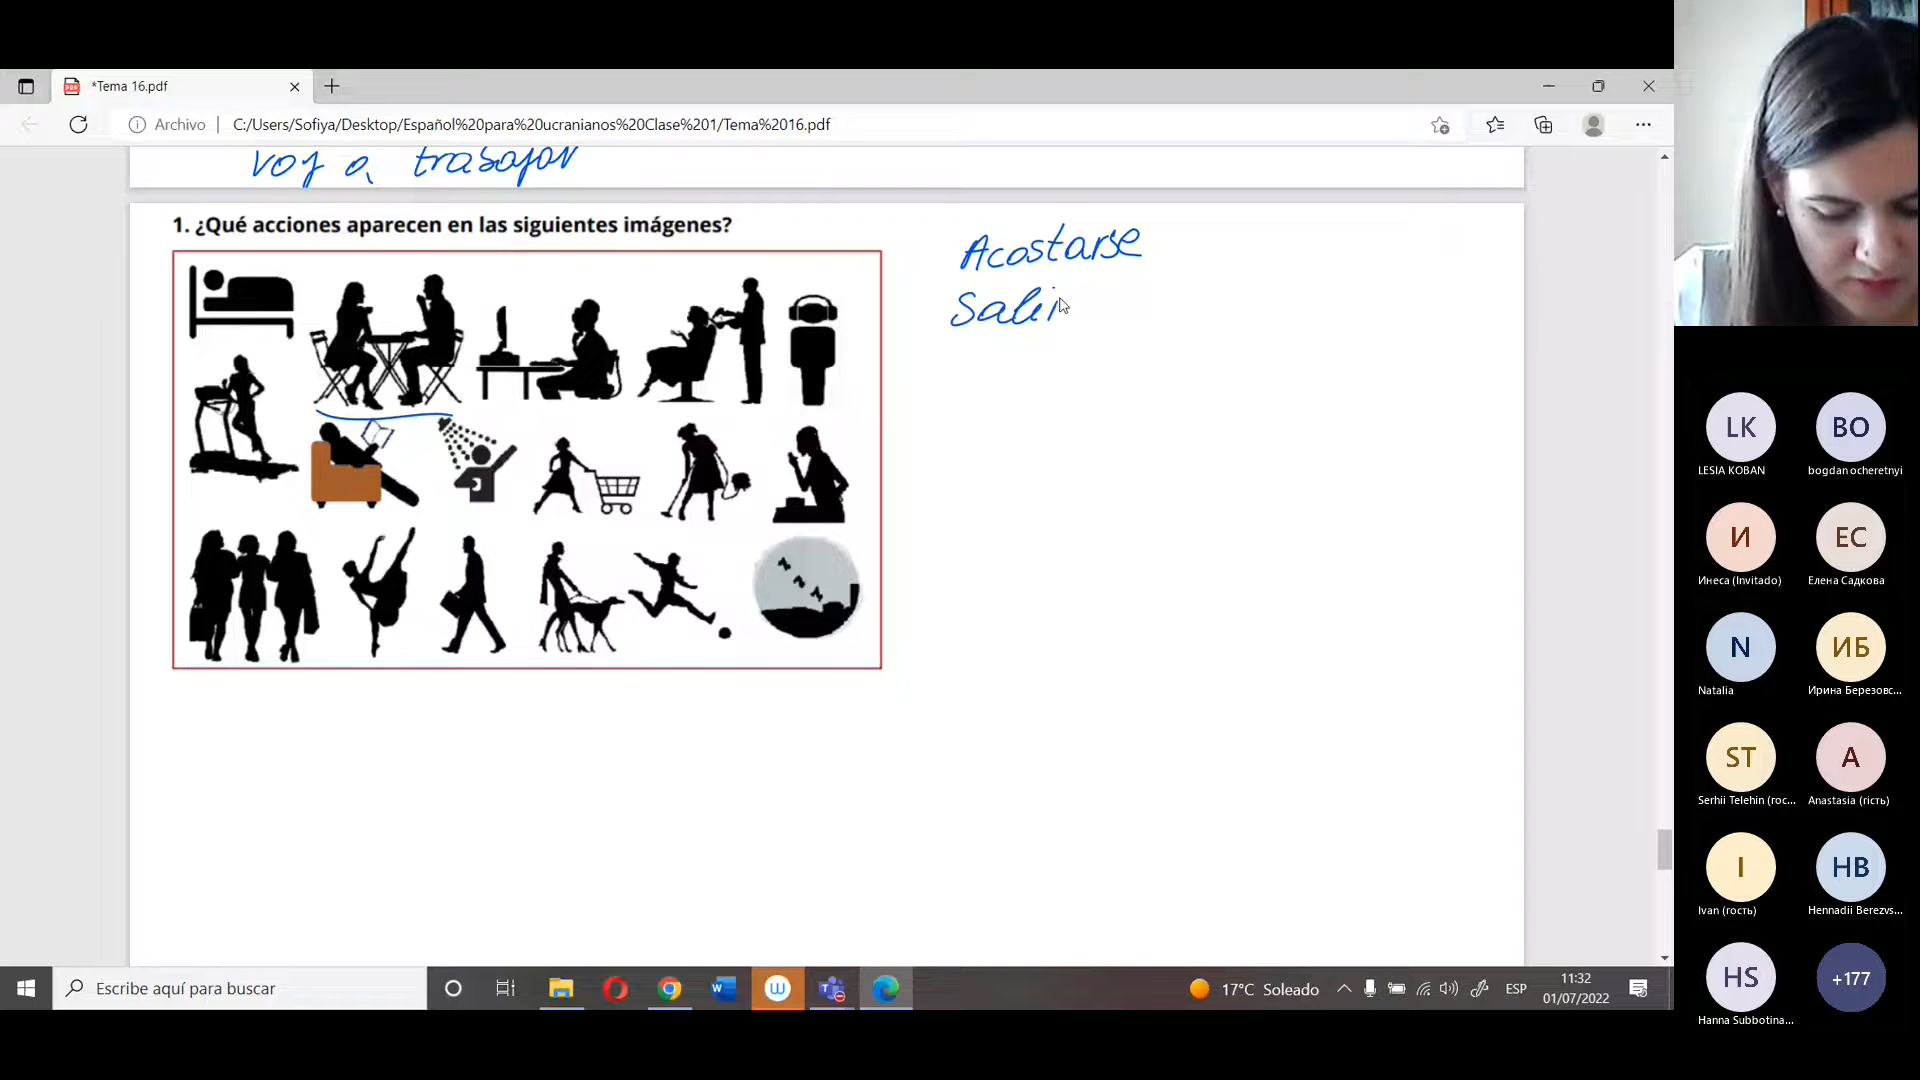 *Tema 16.pdf
Archivo
C:/Users/Sofiya/Desktop/Español%20para%20ucranianos%20Clase%201/Tema%2016.pdf
voy a trabajar
1. ¿Qué acciones aparecen en las siguientes imágenes?
Acostarse
Sali
LK
BO
LESIA KOBAN
bogdan ocheretnyi
И
EC
Инеса (Invitado)
Елена Садкова
N
ИБ
Natalia
Ирина Березовс...
ST
A
Serhii Telehin (гос...
Anastasia (гість)
I
HB
Ivan (гость)
Hennadii Berezvs...
HS
+177
Hanna Subbotina...
Escribe aquí para buscar
17°C Soleado
ESP
11:32
01/07/2022